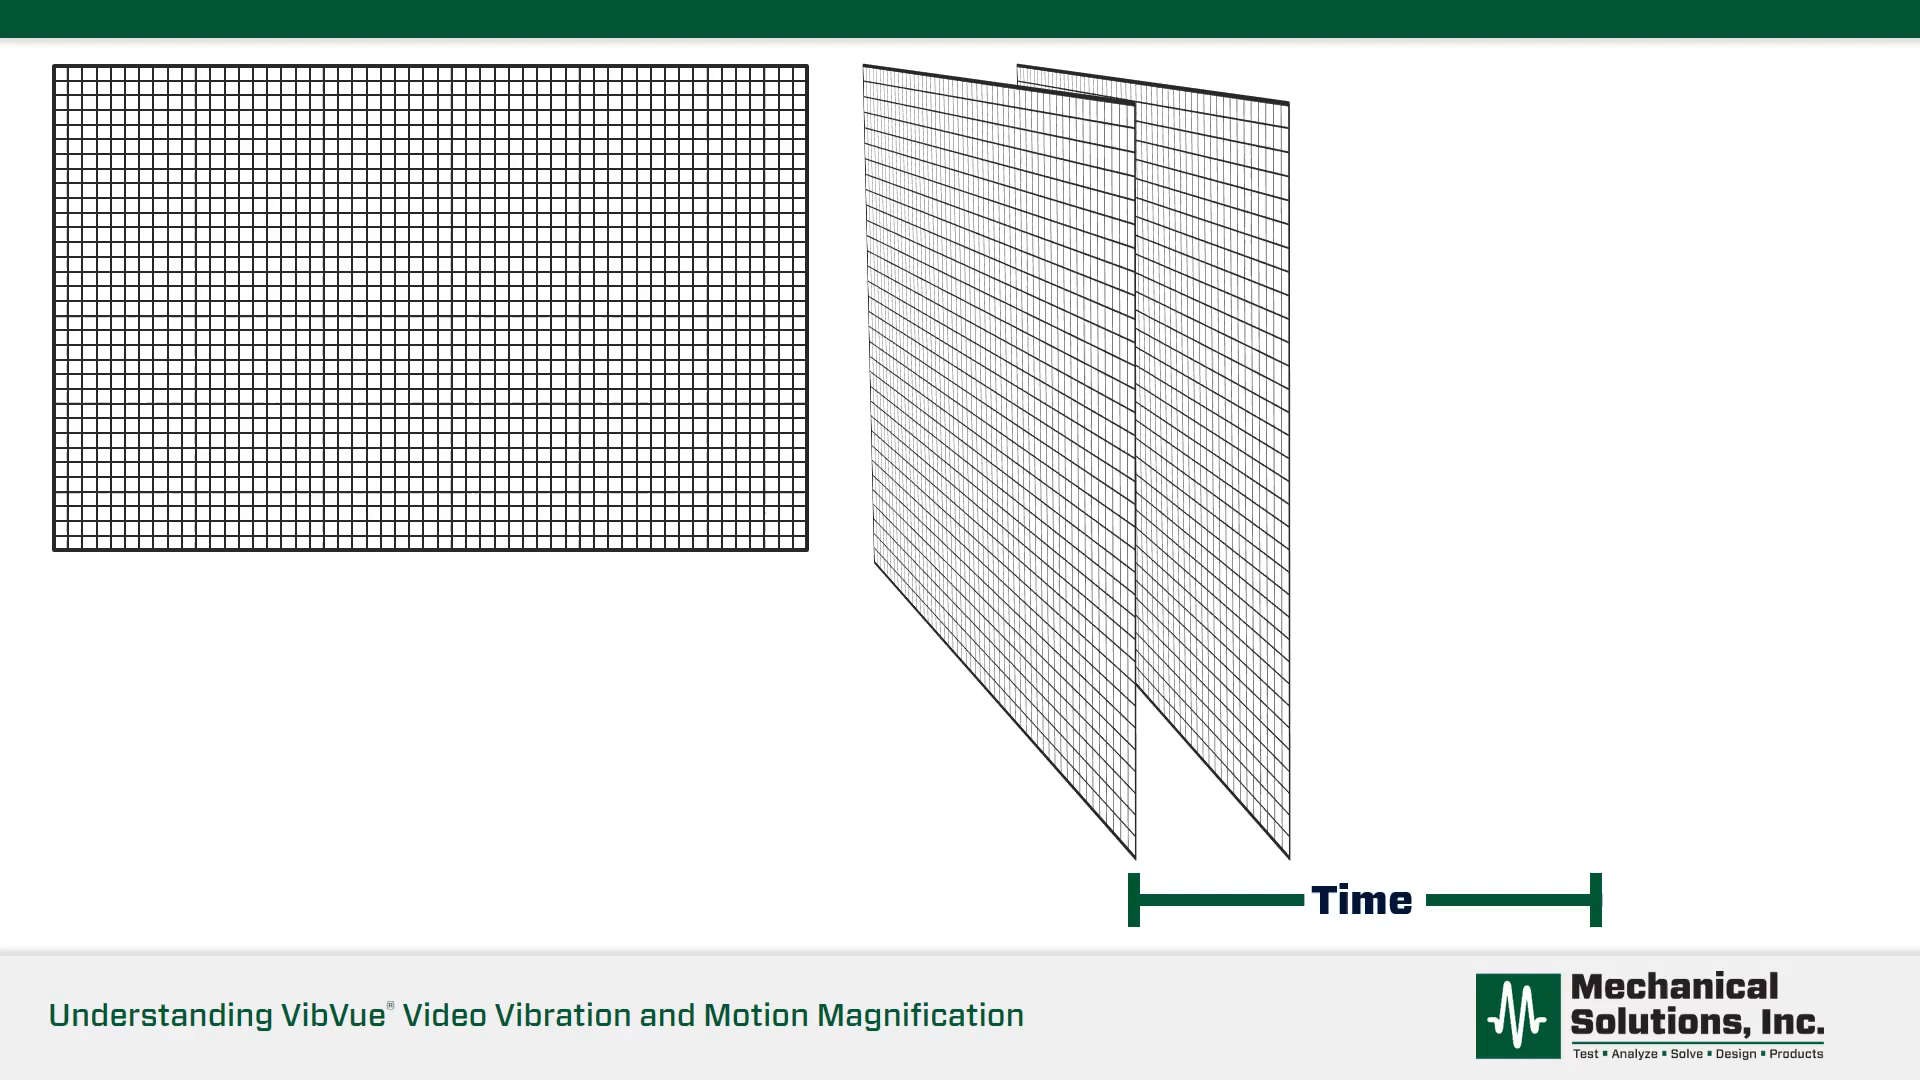 Time
Understanding VibVue® Video Vibration and Motion Magnification
Mechanical
Solutions, Inc.
Test ▪ Analyze ▪ Solve ▪ Design ▪ Products